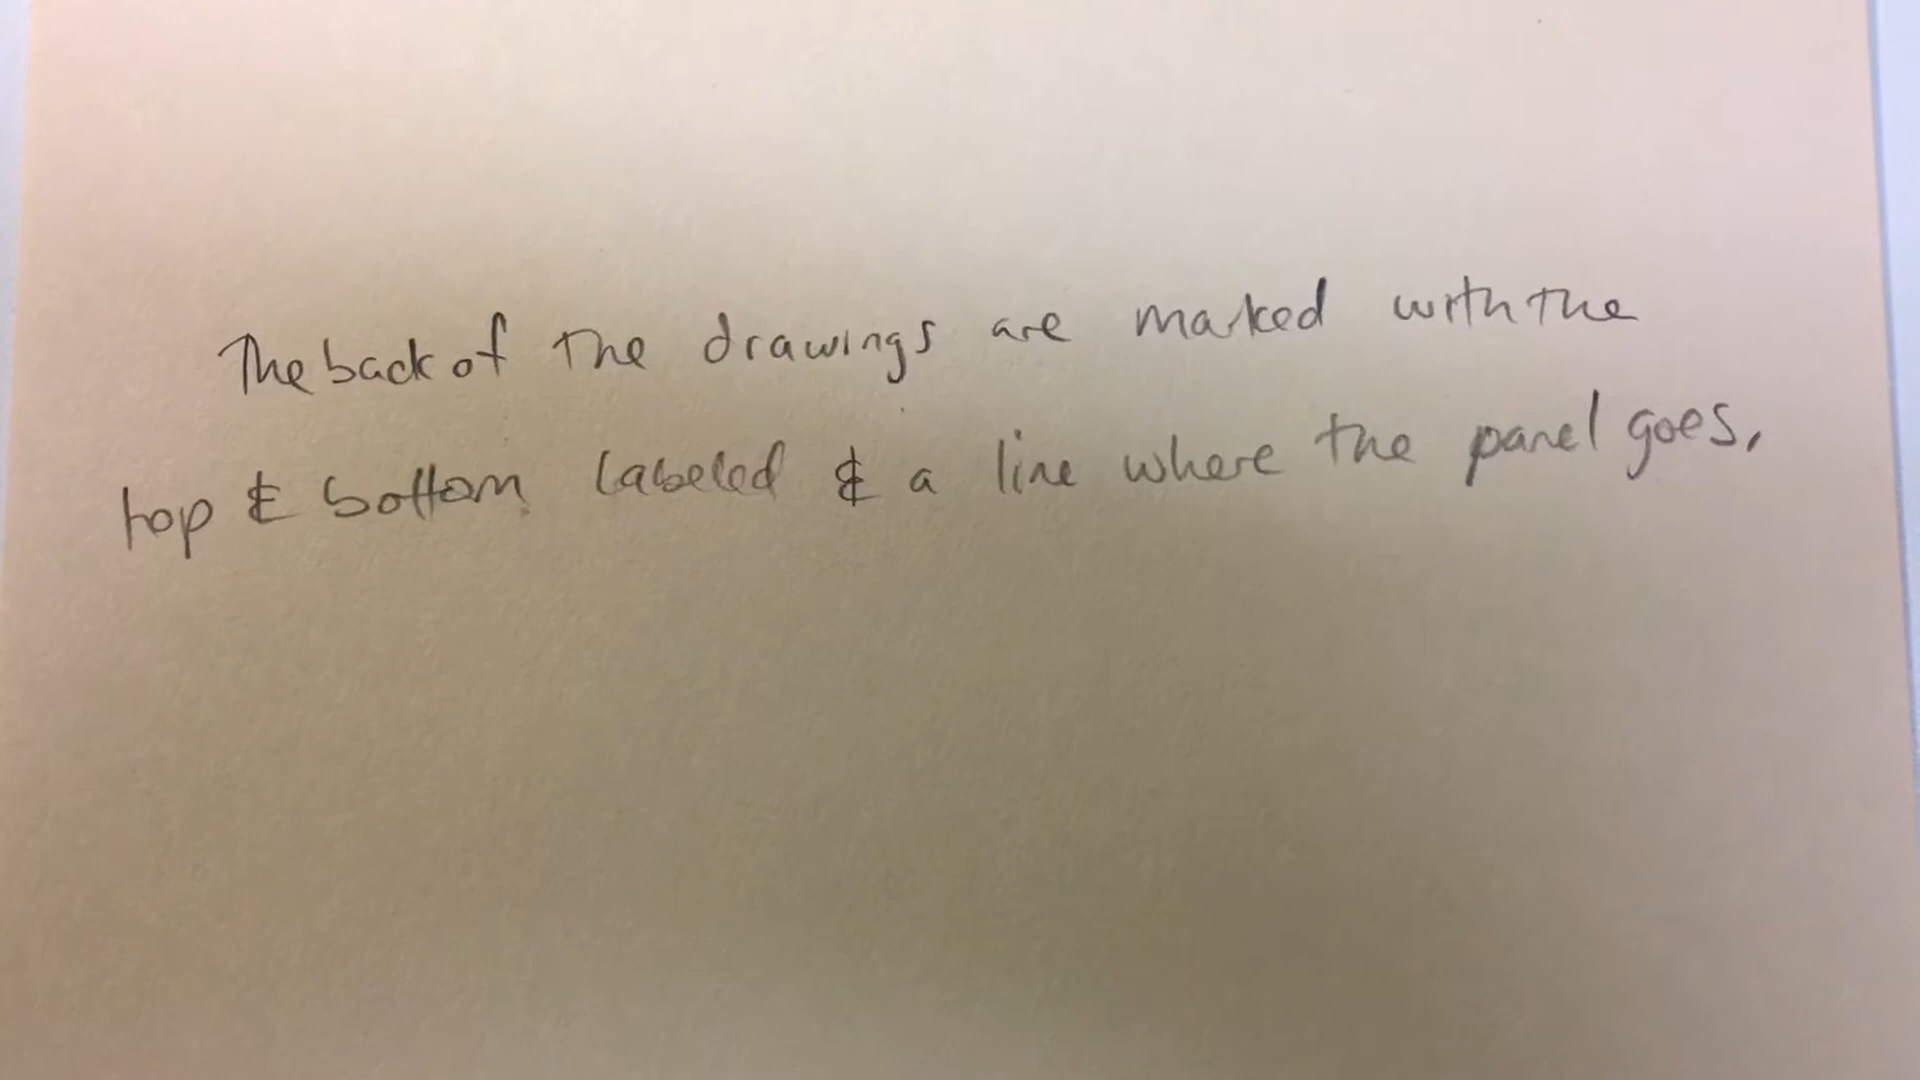 The back of the drawings are marked with the
top & bottom labeled & a line where the panel goes.